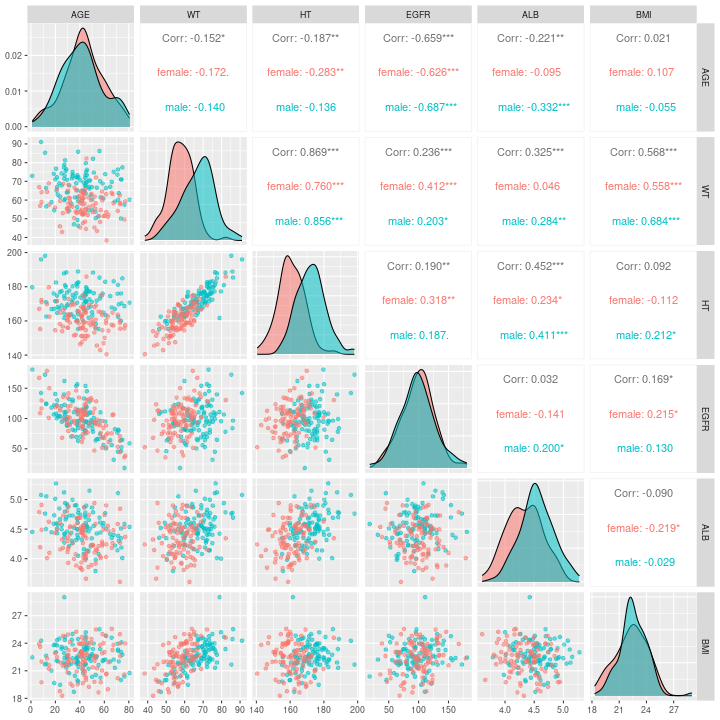 AGE WT HT EGFR ALB BMI
0.02 Corr: -0.152* Corr: -0.187** Corr: -0.659*** Corr: -0.221** Corr: 0.021
0.01 female: -0.172. female: -0.283** female: -0.626*** female: -0.095 female: 0.107 AGE
0.00 male: -0.140 male: -0.136 male: -0.687*** male: -0.332*** male: -0.055
90
80 Corr: 0.869*** Corr: 0.236*** Corr: 0.325*** Corr: 0.568***
70
60 female: 0.760*** female: 0.412*** female: 0.046 female: 0.558*** WT
50 male: 0.856*** male: 0.203* male: 0.284** male: 0.684***
40
200 Corr: 0.190** Corr: 0.452*** Corr: 0.092
180 female: 0.318** female: 0.234* female: -0.112 HT
160 male: 0.187. male: 0.411*** male: 0.212*
140
150 Corr: 0.032 Corr: 0.169*
100 female: -0.141 female: 0.215* EGFR
50 male: 0.200* male: 0.130
5.0 Corr: -0.090
4.5 female: -0.219* ALB
4.0 male: -0.029
27
24 BMI
21
18
0 20 40 60 80 40 50 60 70 80 90 140 160 180 200 50 100 150 4.0 4.5 5.0 18 21 24 27